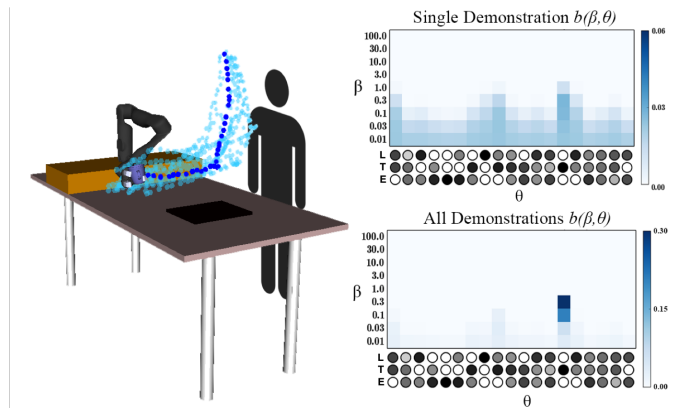 Single Demonstration b(β,θ)
100.0
30.0
10.0
3.0
1.0
0.3
0.1
0.03
0.01
β
0.06
0.03
0.00
L
T
E
θ
All Demonstrations b(β,θ)
100.0
30.0
10.0
3.0
1.0
0.3
0.1
0.03
0.01
β
0.30
0.15
0.00
L
T
E
θ